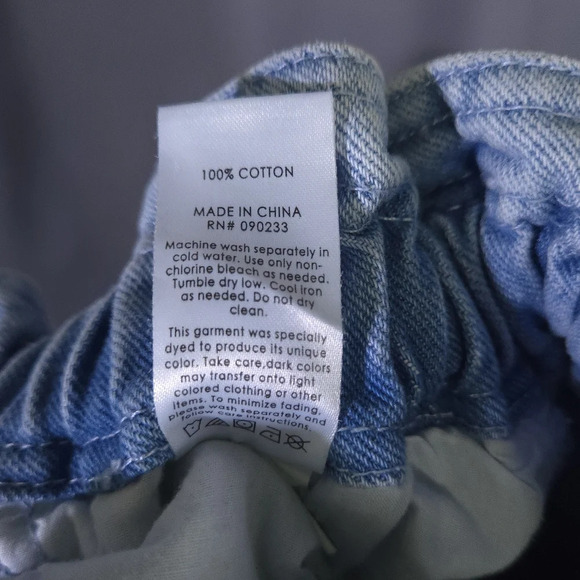 100% COTTON
MADE IN CHINA
RN# 090233
Machine wash separately in
cold water. Use only non-
chlorine bleach as needed.
Tumble dry low. Cool iron
as needed. Do not dry
clean.
This garment was specially
dyed to produce its unique
color. Take care,dark colors
may transfer onto light
colored clothing or other
items. To minimize fading,
please wash separately and
follow care instructions.